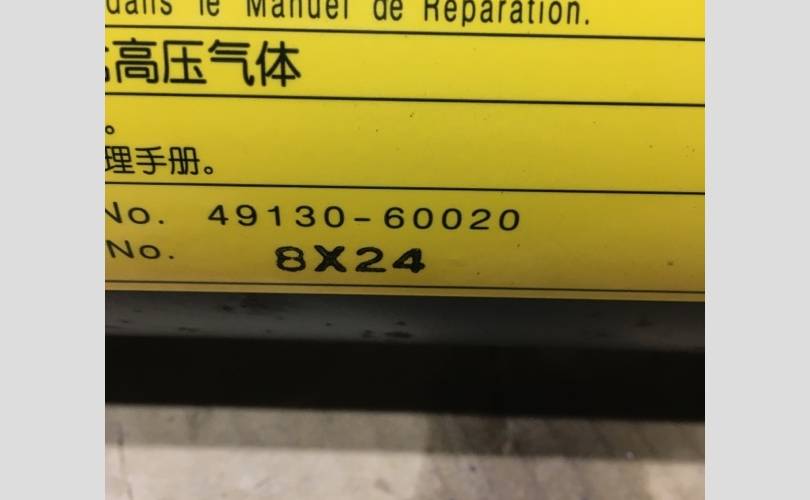 dans le Manuel de Réparation.
高压气体
。
理手册。
No. 49130-60020
No. 8X24